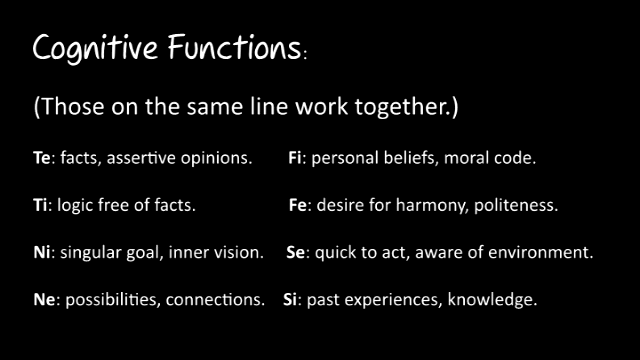 Cognitive Functions:
(Those on the same line work together.)
Te: facts, assertive opinions. Fi: personal beliefs, moral code.
Ti: logic free of facts. Fe: desire for harmony, politeness.
Ni: singular goal, inner vision. Se: quick to act, aware of environment.
Ne: possibilities, connections. Si: past experiences, knowledge.